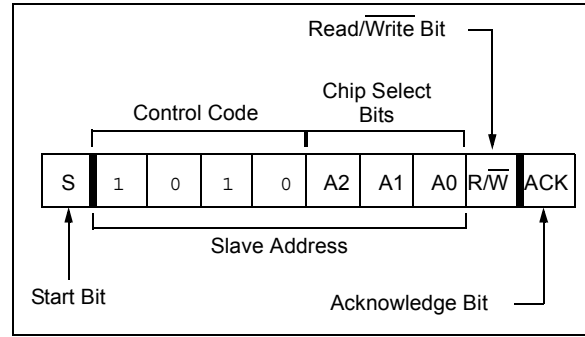 Read/Write Bit
Control Code
Chip Select
Bits
S 1 0 1 0 A2 A1 A0 R/W ACK
Slave Address
Start Bit
Acknowledge Bit